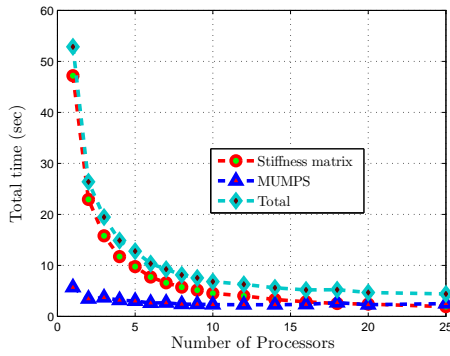 60
50
40
30
20
10
0
0 5 10 15 20 25
Total time (sec)
Number of Processors
Stiffness matrix
MUMPS
Total